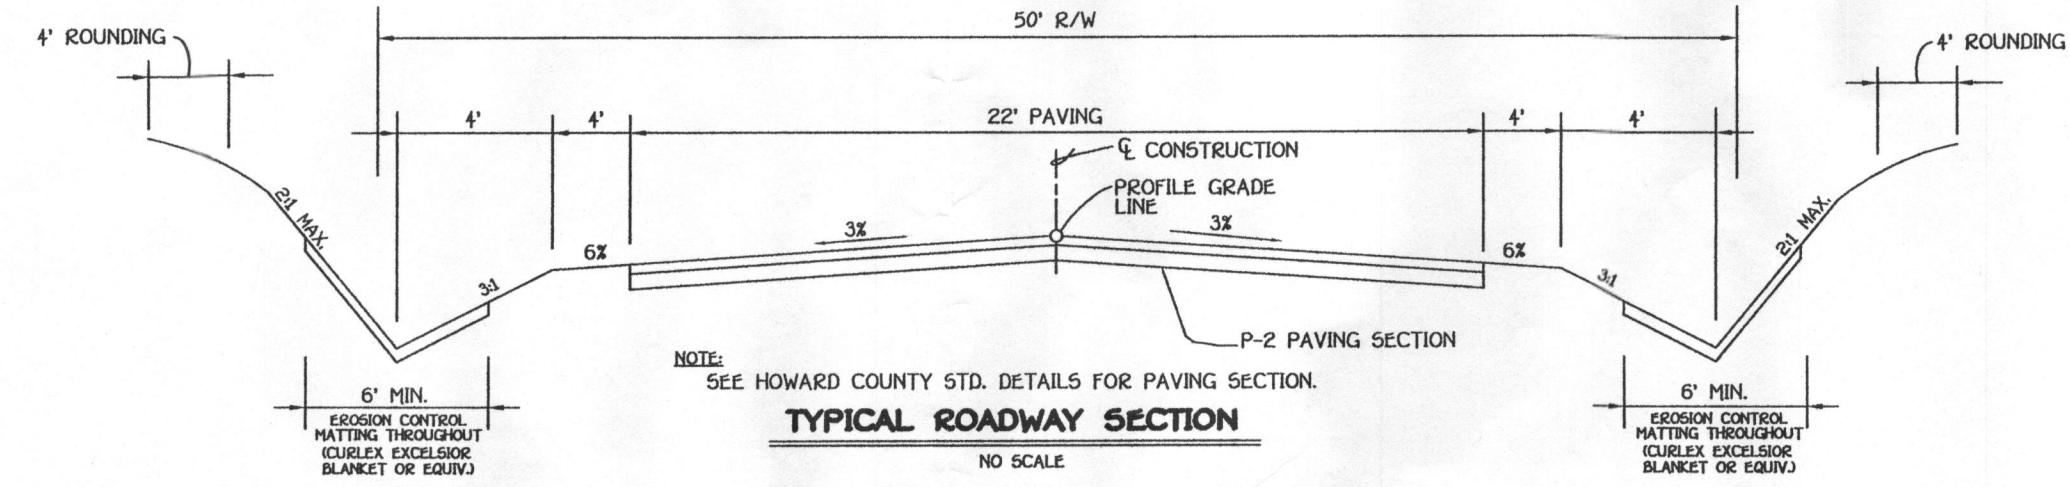 50' R/W
4' ROUNDING
4' ROUNDING
4'
4'
22' PAVING
4'
4'
℄ CONSTRUCTION
PROFILE GRADE
LINE
2:1 MAX.
3:1
6%
3%
3%
6%
3:1
2:1 MAX.
P-2 PAVING SECTION
NOTE:
SEE HOWARD COUNTY STD. DETAILS FOR PAVING SECTION.
TYPICAL ROADWAY SECTION
NO SCALE
6' MIN.
EROSION CONTROL
MATTING THROUGHOUT
(CURLEX EXCELSIOR
BLANKET OR EQUIV.)
6' MIN.
EROSION CONTROL
MATTING THROUGHOUT
(CURLEX EXCELSIOR
BLANKET OR EQUIV.)